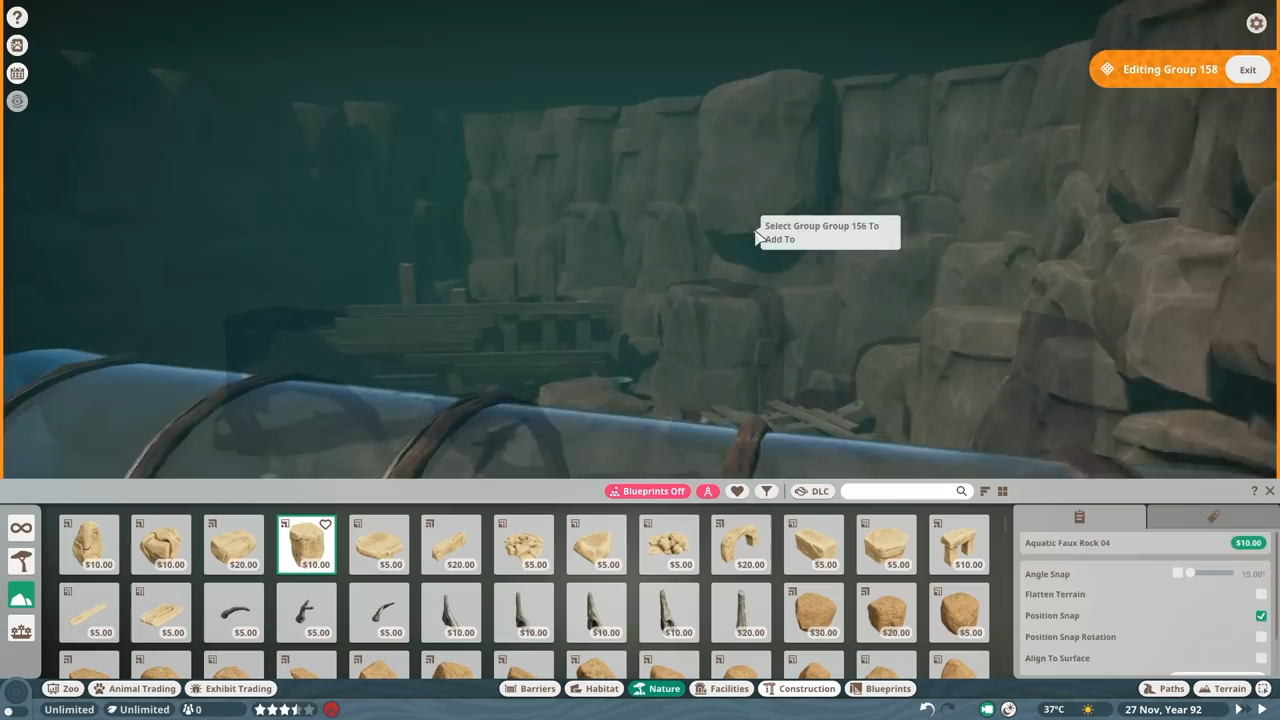 ?
Editing Group 158
Exit
Select Group Group 156 To
Add To
Blueprints Off
DLC
? ×
$10.00 $10.00 $20.00 $10.00 $5.00 $20.00 $5.00 $5.00 $5.00 $20.00 $5.00 $5.00 $10.00
$5.00 $5.00 $5.00 $5.00 $5.00 $10.00 $10.00 $10.00 $10.00 $20.00 $30.00 $20.00 $5.00
Aquatic Faux Rock 04 $10.00
Angle Snap 15.00°
Flatten Terrain
Position Snap
Position Snap Rotation
Align To Surface
Zoo Animal Trading Exhibit Trading Barriers Habitat Nature Facilities Construction Blueprints Paths Terrain
Unlimited Unlimited 0 37°C 27 Nov, Year 92